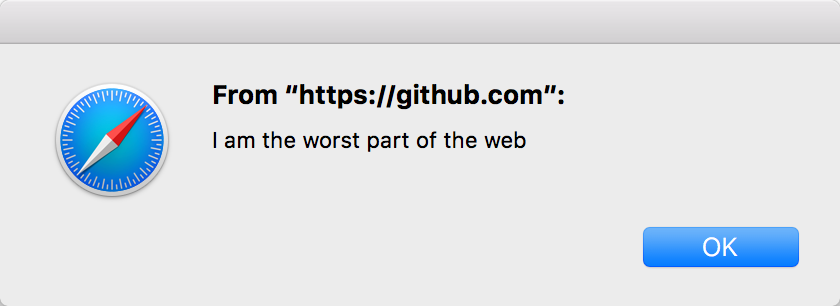 From “https://github.com”:
I am the worst part of the web
OK